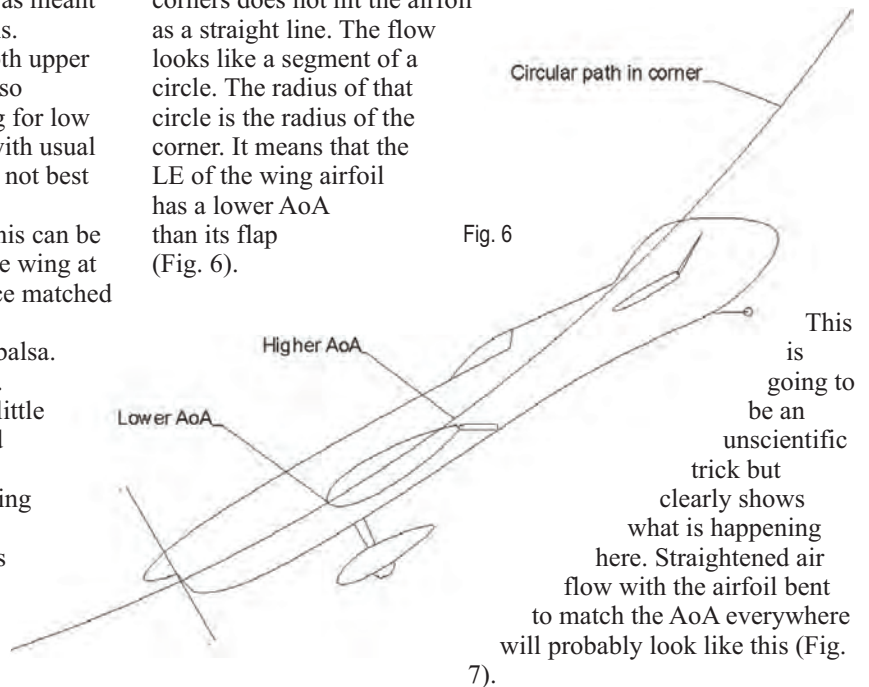 as meant
s.
th upper
so
g for low
with usual
not best
his can be
e wing at
ce matched
balsa.
little
d
ing
s
corners does not hit the airfoil
as a straight line. The flow
looks like a segment of a
circle. The radius of that
circle is the radius of the
corner. It means that the
LE of the wing airfoil
has a lower AoA
than its flap
(Fig. 6).
Circular path in corner
Fig. 6
Higher AoA
Lower AoA
This
is
going to
be an
unscientific
trick but
clearly shows
what is happening
here. Straightened air
flow with the airfoil bent
to match the AoA everywhere
will probably look like this (Fig.
7).